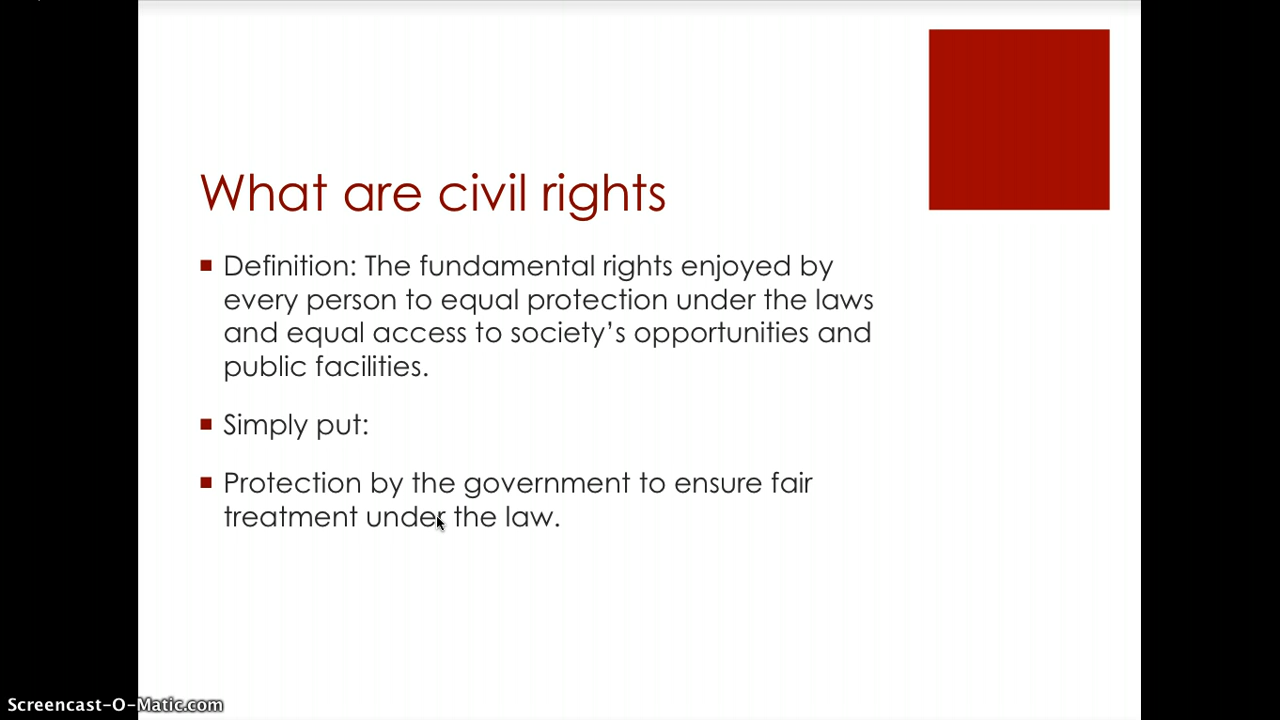 What are civil rights
Definition: The fundamental rights enjoyed by
every person to equal protection under the laws
and equal access to society’s opportunities and
public facilities.
Simply put:
Protection by the government to ensure fair
treatment under the law.
Screencast-O-Matic.com